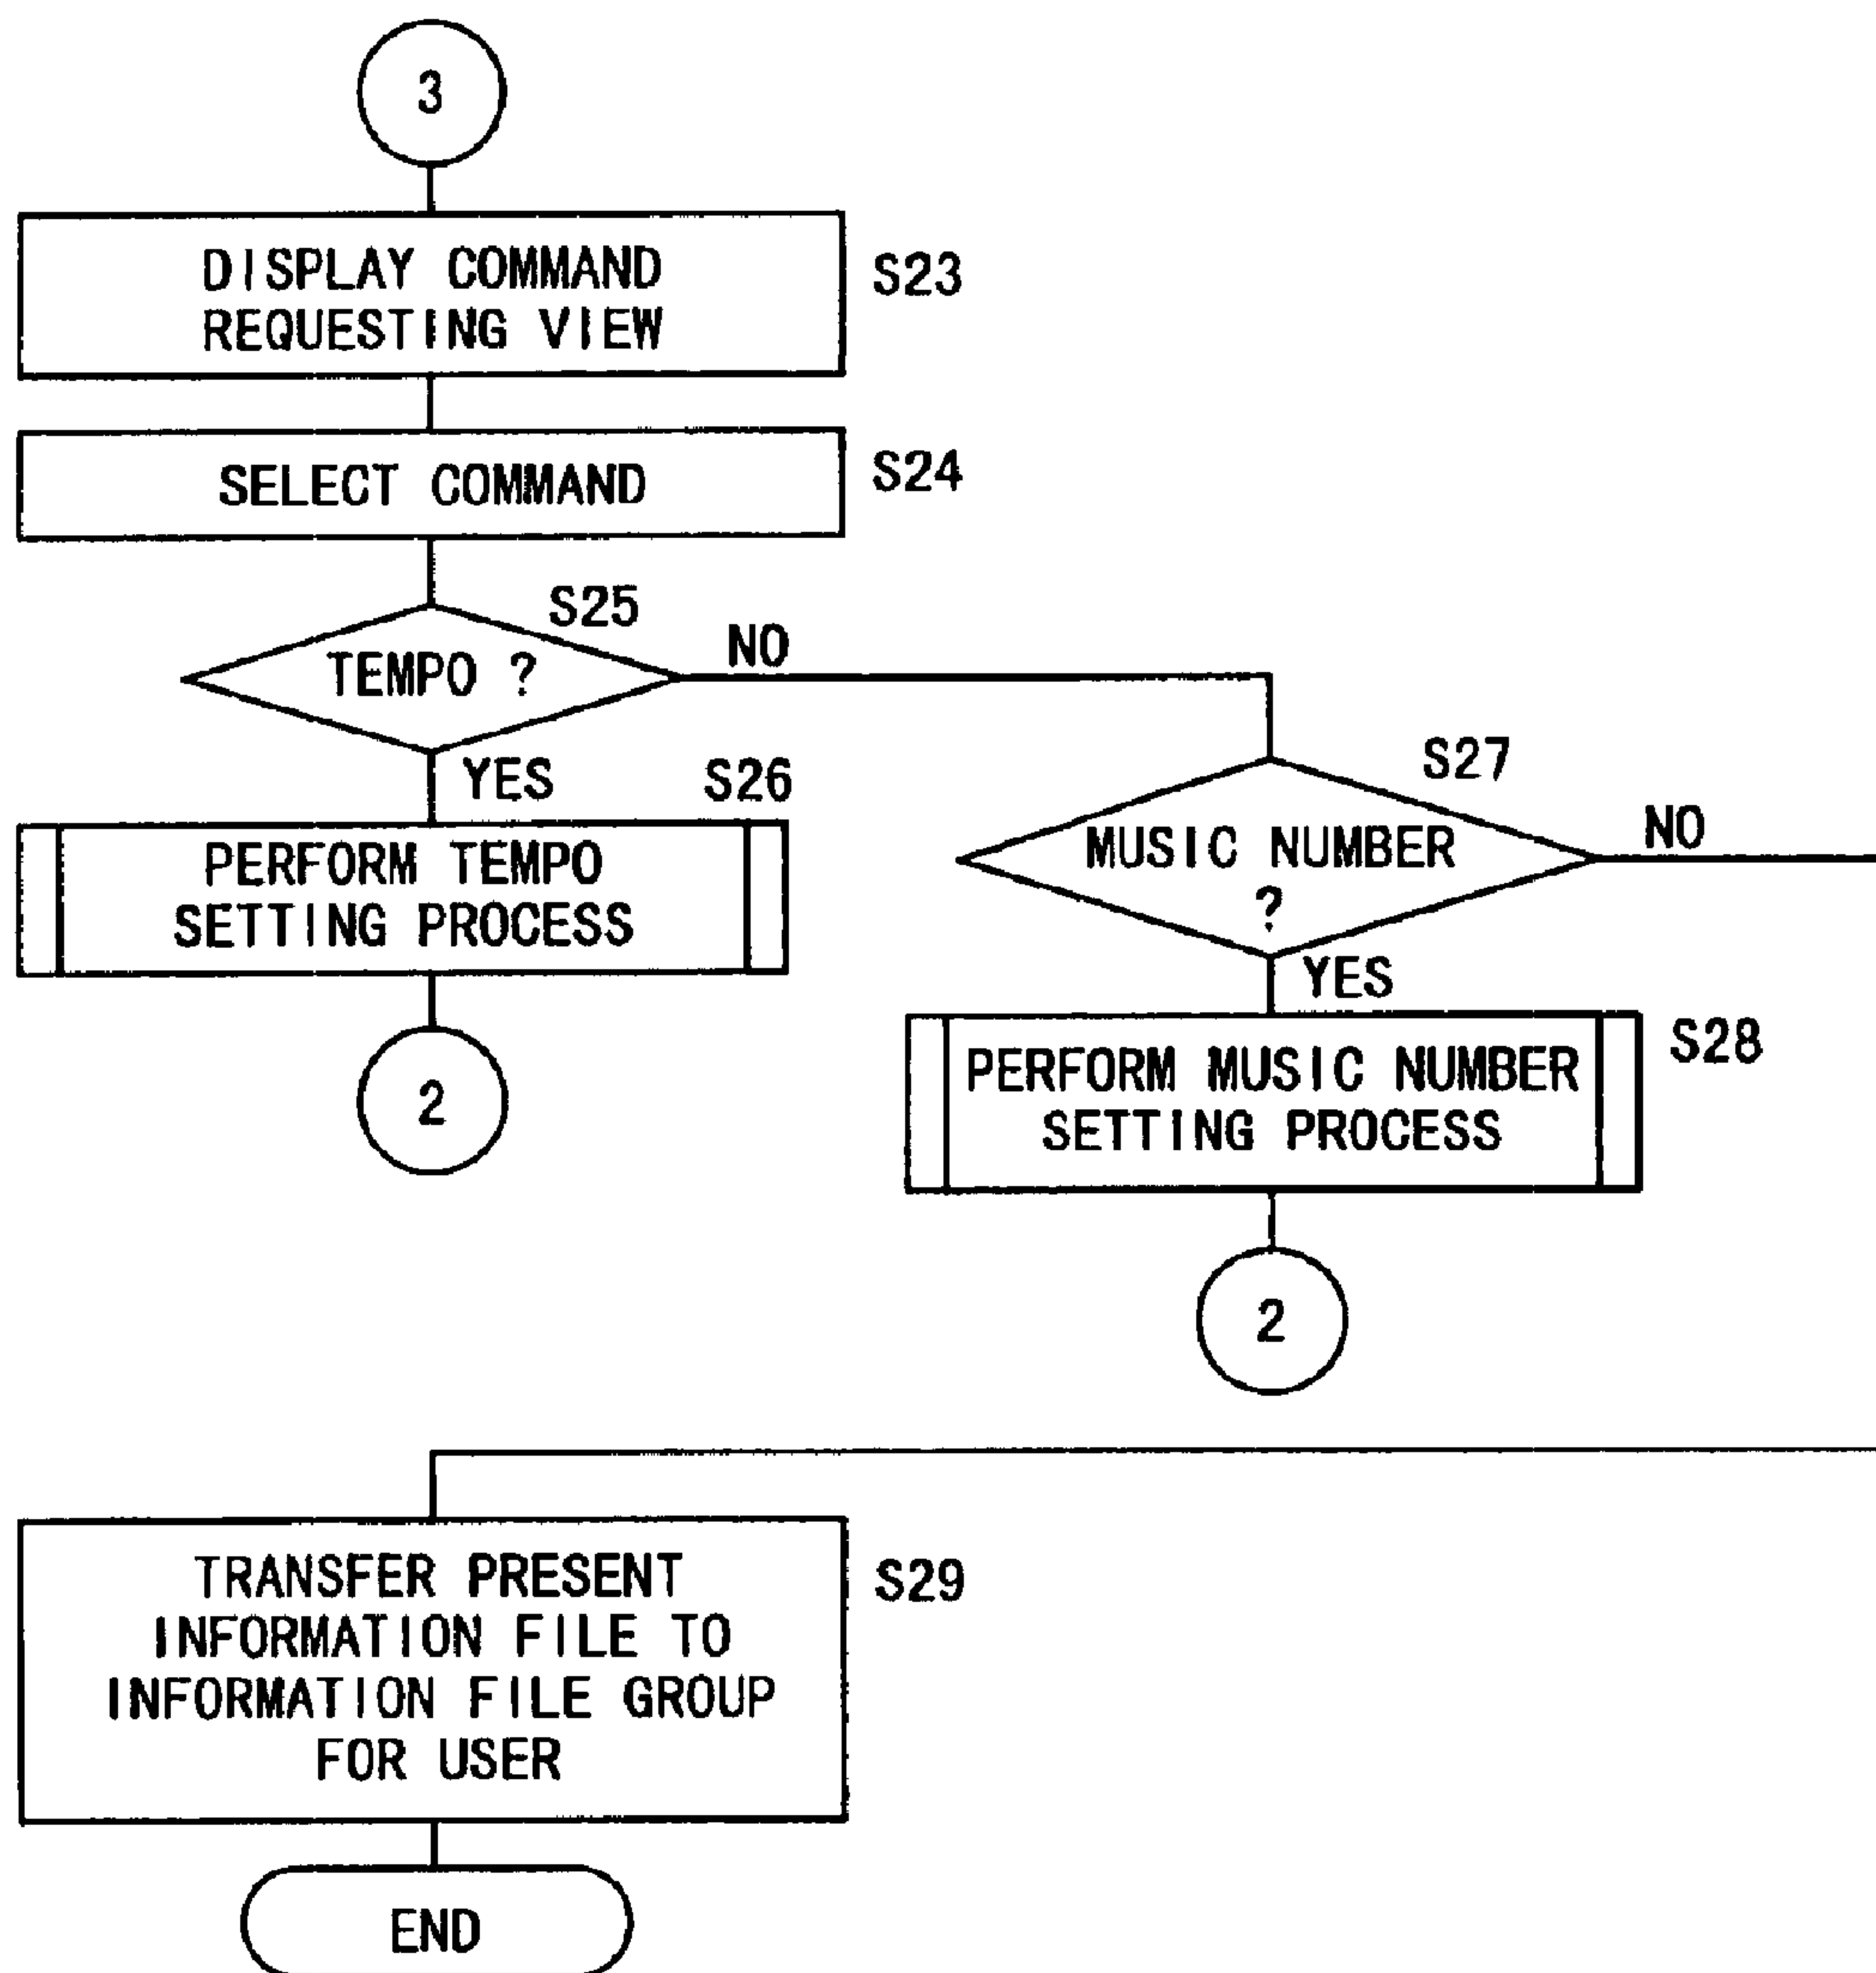 3
DISPLAY COMMAND
REQUESTING VIEW
S23
SELECT COMMAND
S24
S25
TEMPO ?
NO
YES
S26
PERFORM TEMPO
SETTING PROCESS
2
S27
MUSIC NUMBER
?
NO
YES
S28
PERFORM MUSIC NUMBER
SETTING PROCESS
2
TRANSFER PRESENT
INFORMATION FILE TO
INFORMATION FILE GROUP
FOR USER
S29
END